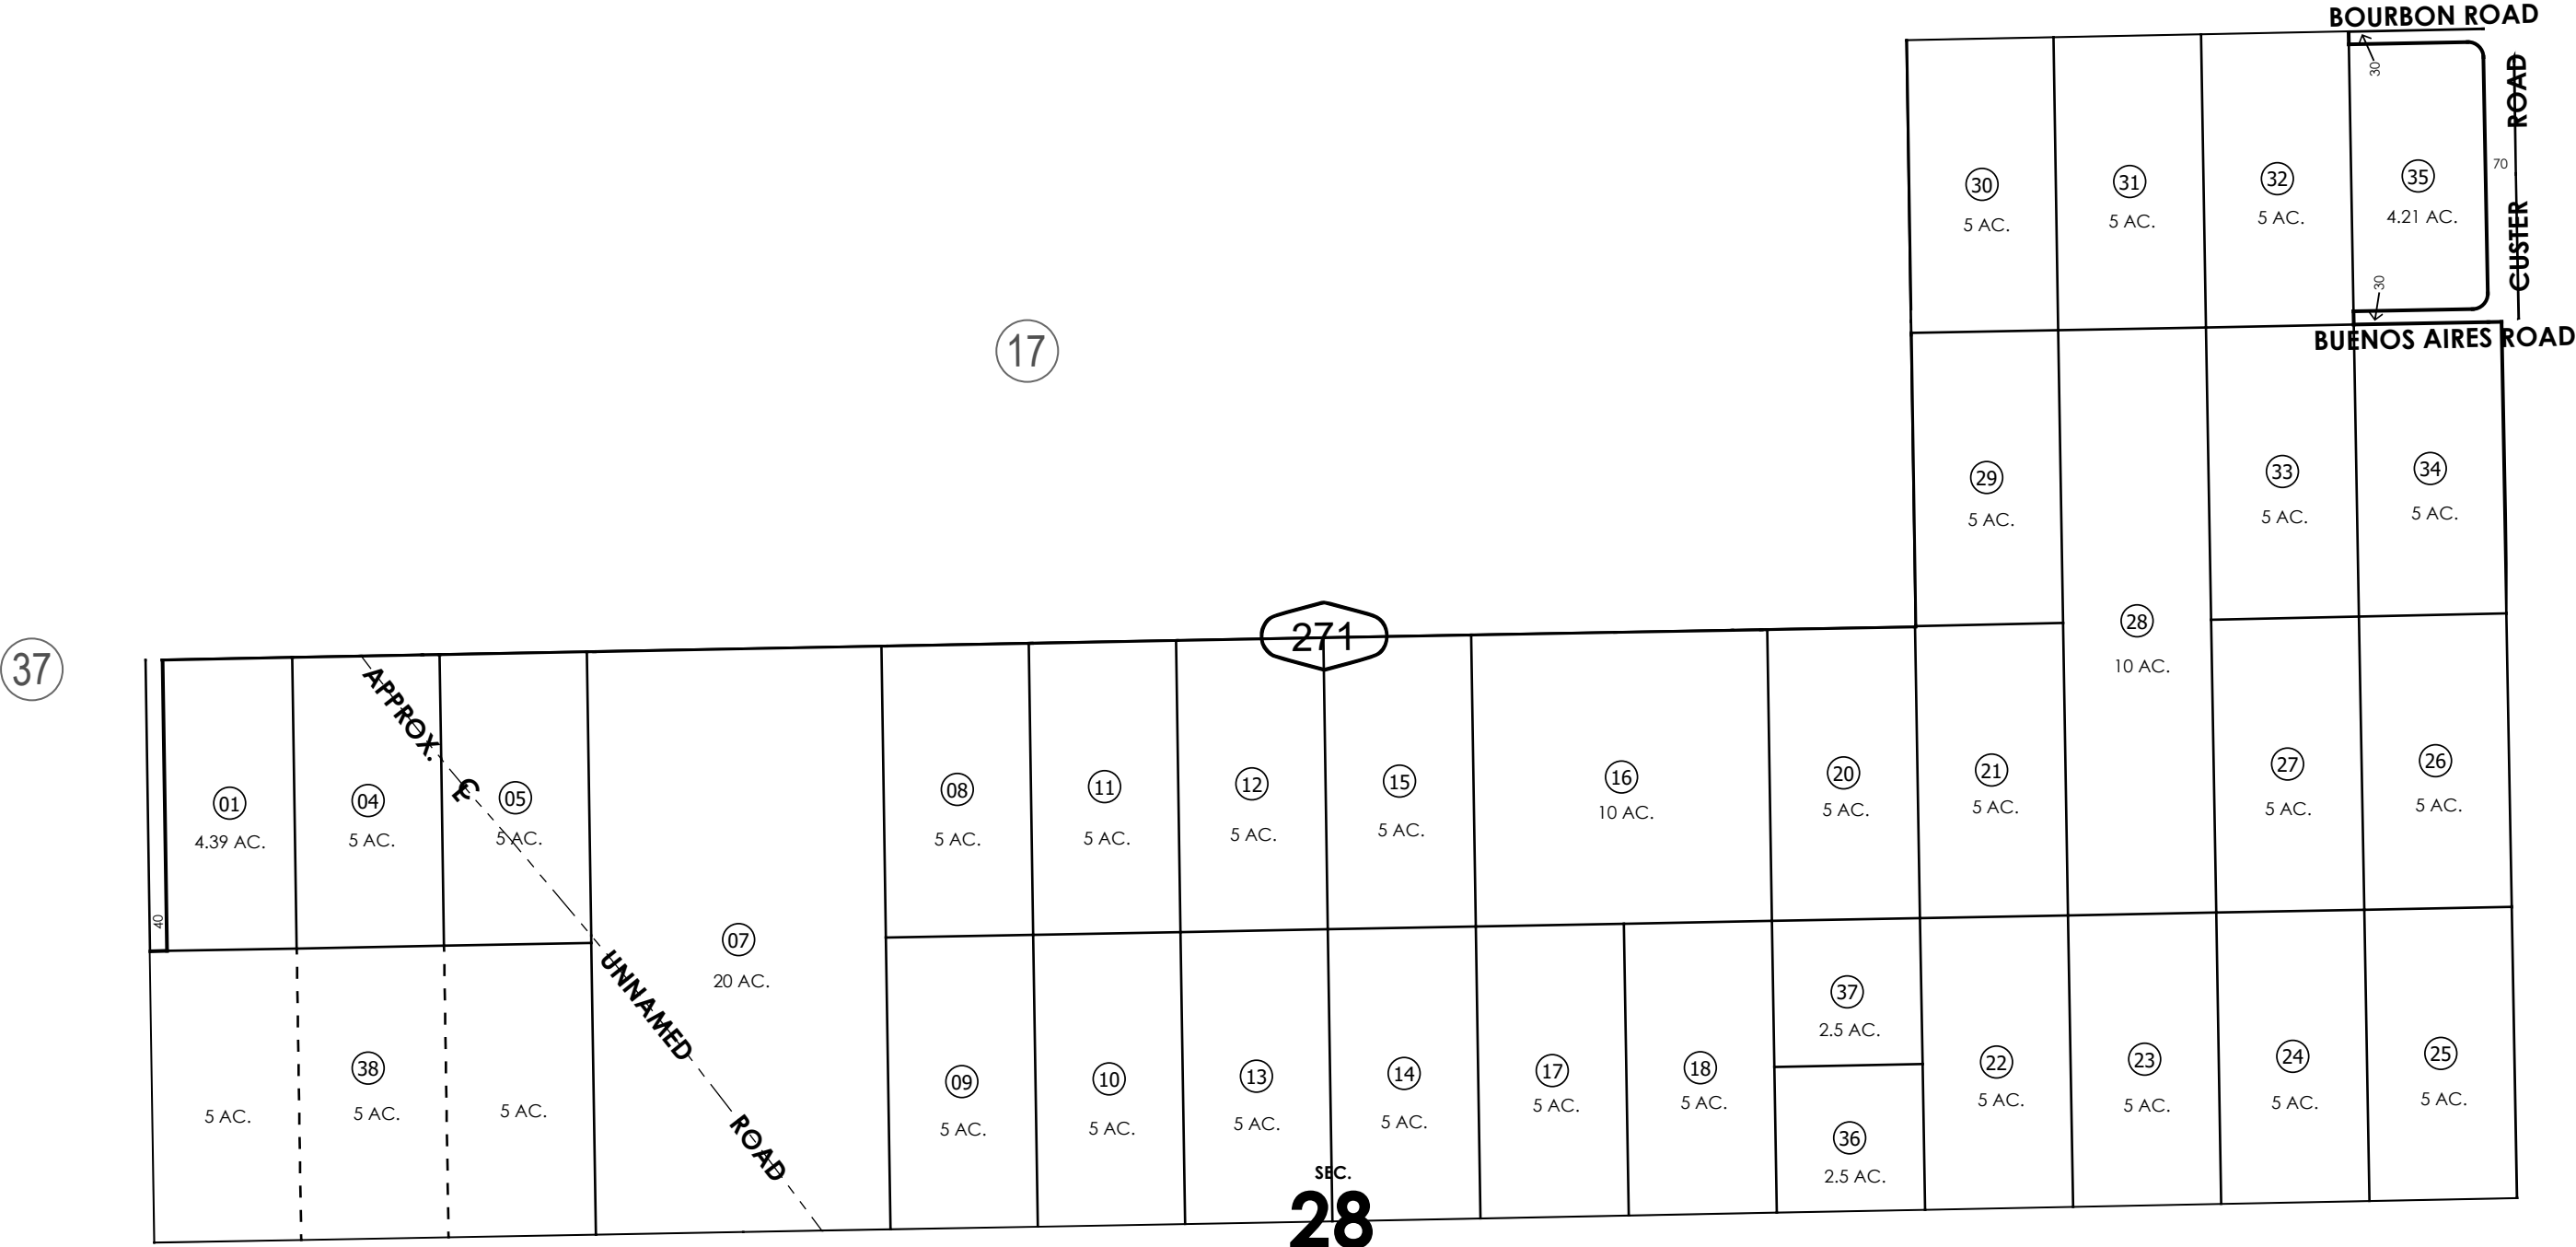 BOURBON ROAD
30
CUSTER ROAD
70
30
31
32
35
5 AC.
5 AC.
5 AC.
4.21 AC.
30
BUENOS AIRES ROAD
17
29
5 AC.
33
5 AC.
34
5 AC.
28
10 AC.
271
37
APPROX. ℄ UNNAMED ROAD
01
4.39 AC.
04
5 AC.
05
5 AC.
40
07
20 AC.
08
5 AC.
11
5 AC.
12
5 AC.
15
5 AC.
16
10 AC.
20
5 AC.
21
5 AC.
27
5 AC.
26
5 AC.
5 AC.
38
5 AC.
5 AC.
09
5 AC.
10
5 AC.
13
5 AC.
14
5 AC.
17
5 AC.
18
5 AC.
37
2.5 AC.
36
2.5 AC.
22
5 AC.
23
5 AC.
24
5 AC.
25
5 AC.
SEC.
28